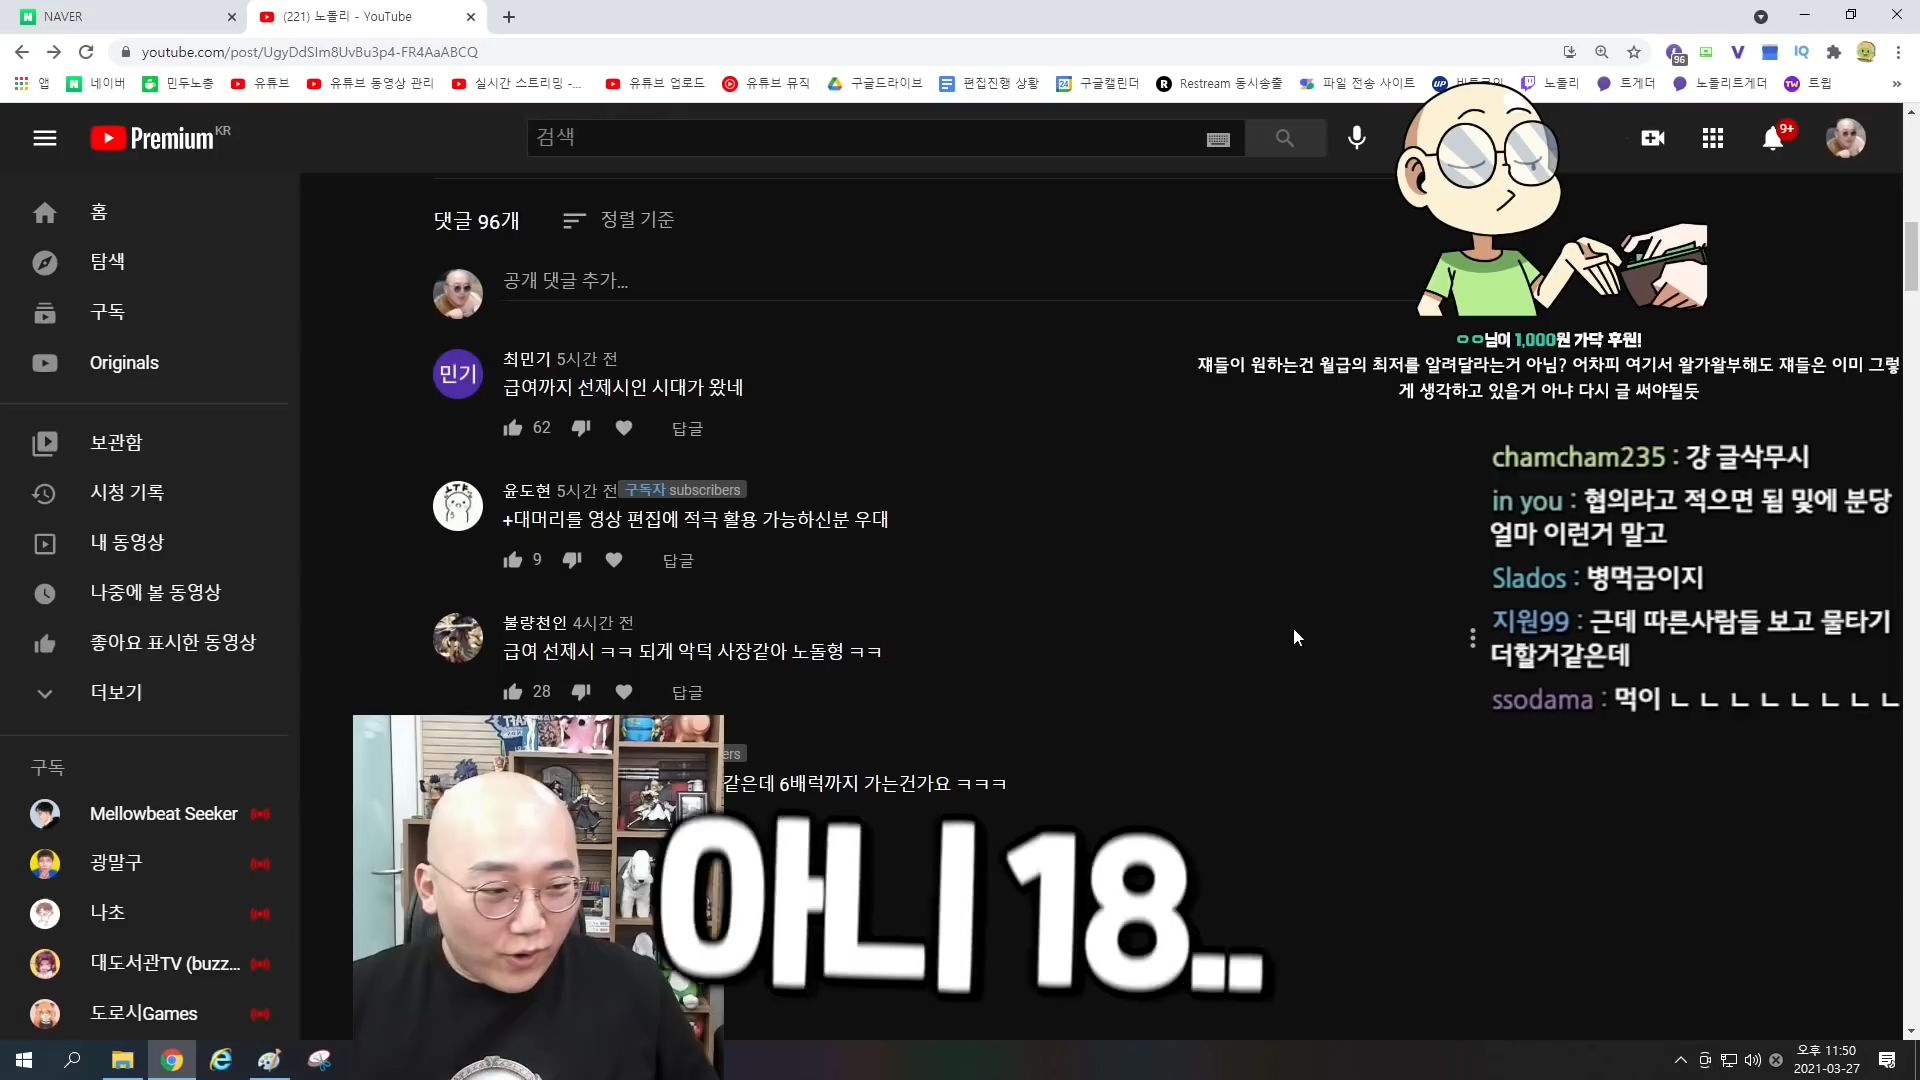 NAVER
(221) 노돌리 - YouTube
youtube.com/post/UgyDdSIm8UvBu3p4-FR4AaABCQ
96
IQ
앱
네이버
민두노총
유튜브
유튜브 동영상 관리
실시간 스트리밍 -...
유튜브 업로드
유튜브 뮤직
구글드라이브
편집진행 상황
24 구글캘린더
R Restream 동시송출
파일 전송 사이트
UP
노돌리
트게더
노돌리트게더
TW 트윕
»
Premium KR
검색
9+
홈
탐색
구독
Originals
보관함
시청 기록
내 동영상
나중에 볼 동영상
좋아요 표시한 동영상
더보기
구독
Mellowbeat Seeker
광말구
나초
대도서관TV (buzz...
도로시Games
댓글 96개
정렬 기준
공개 댓글 추가...
민기
최민기 5시간 전
급여까지 선제시인 시대가 왔네
62 답글
윤도현 5시간 전 구독자 subscribers
+대머리를 영상 편집에 적극 활용 가능하신분 우대
9 답글
불량천인 4시간 전
급여 선제시 ㅋㅋ 되게 악덕 사장같아 노돌형 ㅋㅋ
28 답글
ers
같은데 6배럭까지 가는건가요 ㅋㅋㅋ
ㅇㅇ님이 1,000원 가닥 후원!
쟤들이 원하는건 월급의 최저를 알려달라는거 아님? 어차피 여기서 왈가왈부해도 쟤들은 이미 그렇
게 생각하고 있을거 아냐 다시 글 써야될듯
chamcham235 : 걍 글삭무시
in you : 협의라고 적으면 됨 밑에 분당
얼마 이런거 말고
Slados : 병먹금이지
지원99 : 근데 따른사람들 보고 물타기
더할거같은데
ssodama : 먹이 ㄴ ㄴ ㄴ ㄴ ㄴ ㄴ ㄴ ㄴ
아니 18..
오후 11:50
2021-03-27